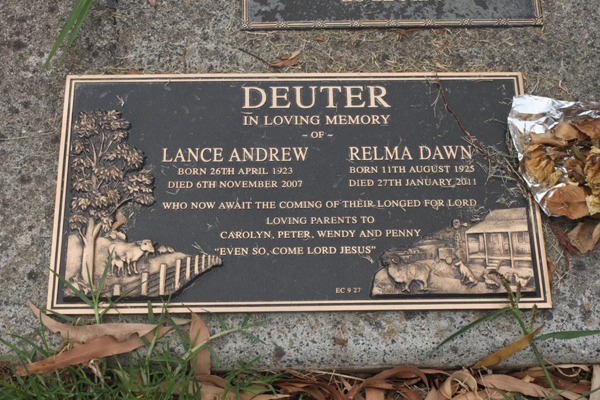 DEUTER
IN LOVING MEMORY
~ OF ~
LANCE ANDREW
BORN 26TH APRIL 1923
DIED 6TH NOVEMBER 2007
RELMA DAWN
BORN 11TH AUGUST 1925
DIED 27TH JANUARY 2011
WHO NOW AWAIT THE COMING OF THEIR LONGED FOR LORD
LOVING PARENTS TO
CAROLYN, PETER, WENDY AND PENNY
"EVEN SO, COME LORD JESUS"
EC 9 27